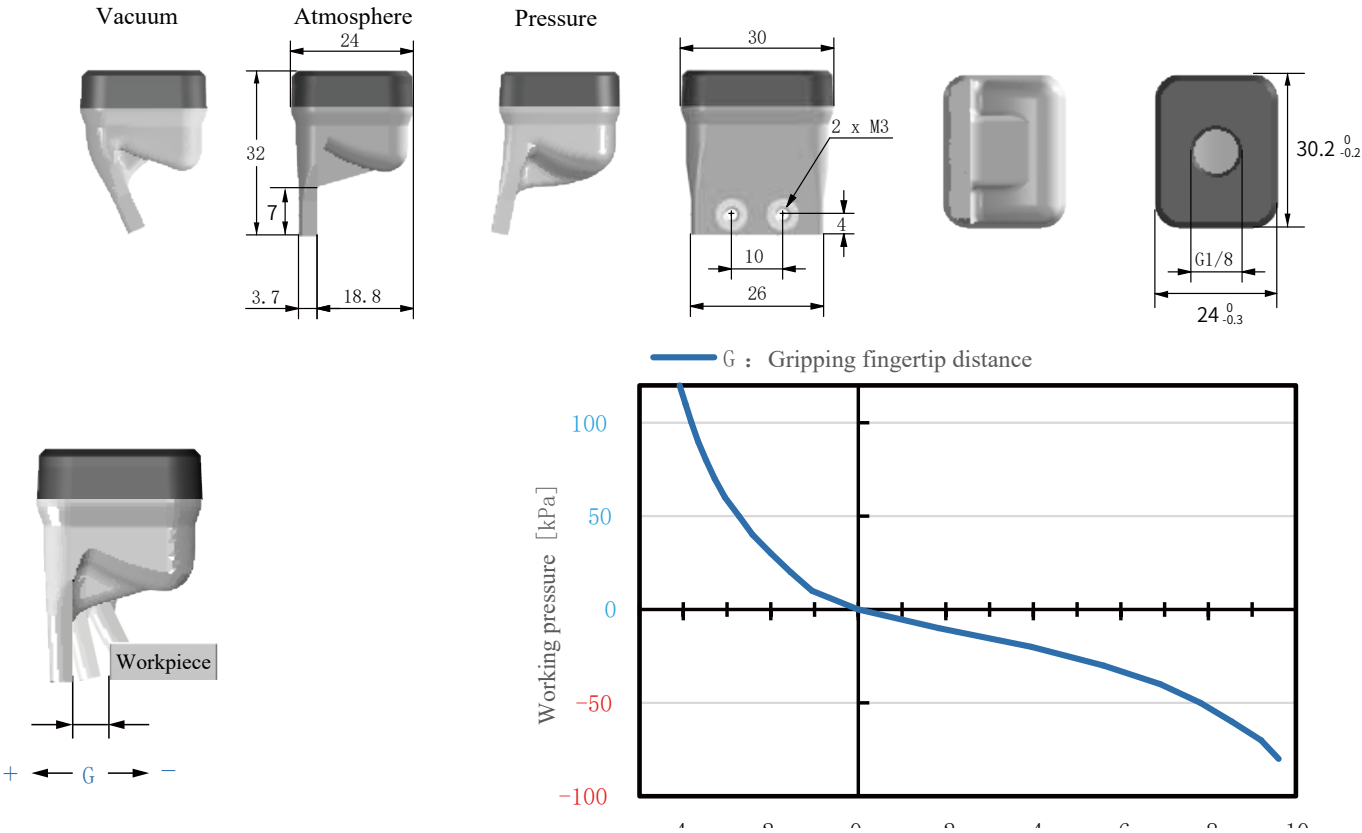 Vacuum
Atmosphere
Pressure
24
32
7
3.7
18.8
30
2 x M3
4
10
26
30.2 0 -0.2
G1/8
24 0 -0.3
G : Gripping fingertip distance
Working pressure [kPa]
100
50
0
-50
-100
Workpiece
+ G -